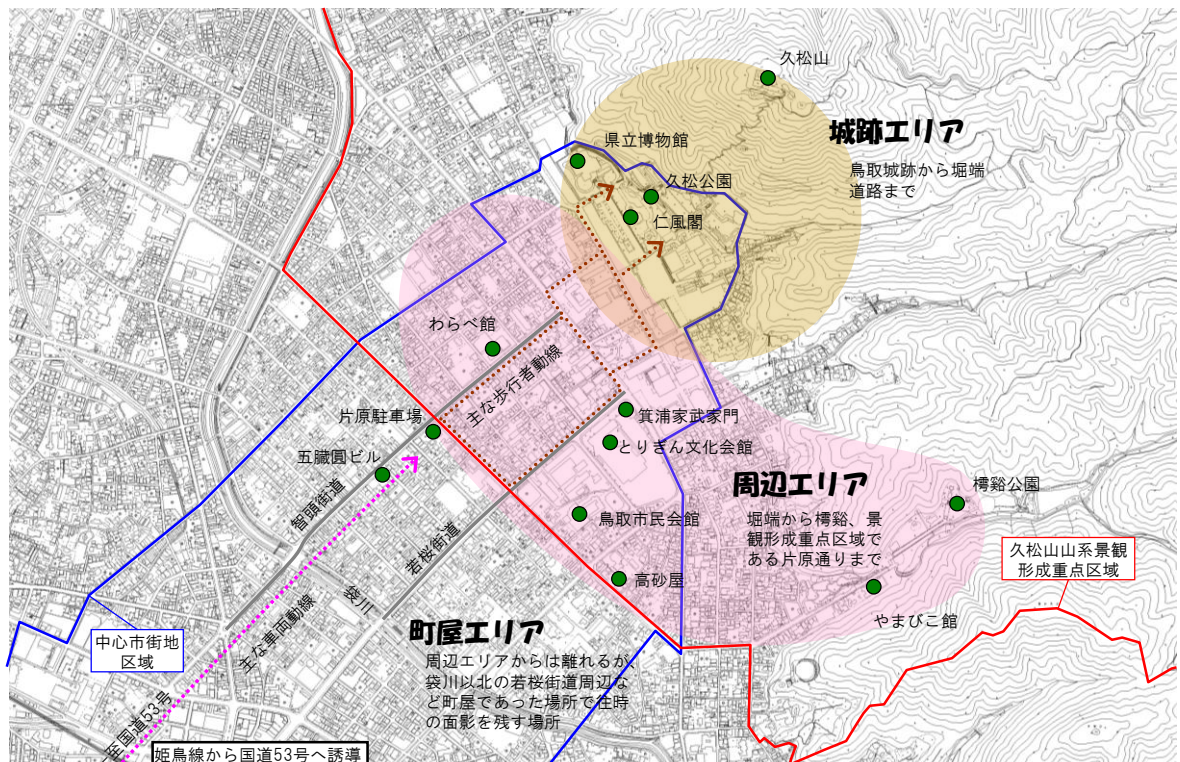 久松山
城跡エリア
鳥取城跡から堀端
道路まで
県立博物館
久松公園
仁風閣
わらべ館
主な歩行者動線
片原駐車場
箕浦家武家門
とりぎん文化会館
五臓圓ビル
智頭街道
若桜街道
袋川
鳥取市民会館
高砂屋
周辺エリア
堀端から樗谿、景
観形成重点区域で
ある片原通りまで
樗谿公園
やまびこ館
久松山山系景観
形成重点区域
中心市街地
区域
主な車両動線
町屋エリア
周辺エリアからは離れるが
袋川以北の若桜街道周辺な
ど町屋であった場所で往時
の面影を残す場所
至国道53号
姫鳥線から国道53号へ誘導